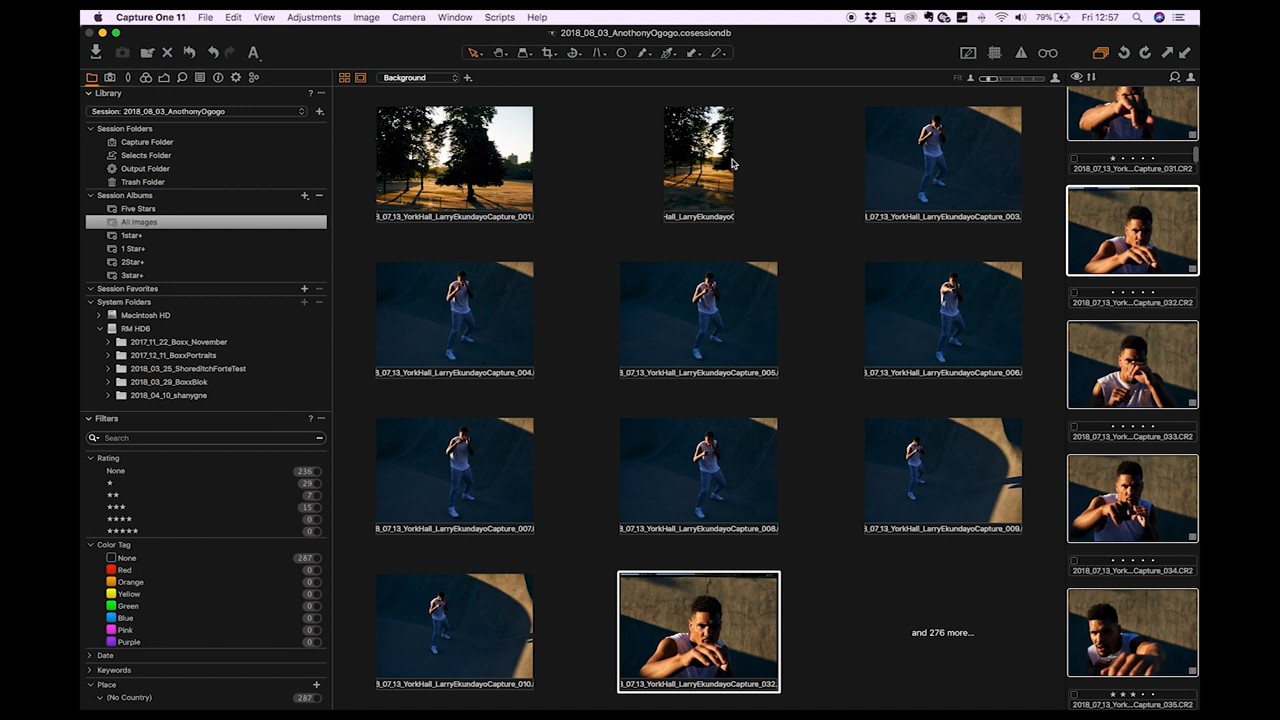 Capture One 11 File Edit View Adjustments Image Camera Window Scripts Help 79% Fri 12:57
2018_08_03_AnothonyOgogo.cosessiondb
Background Fit
Library ? •••
Session: 2018_08_03_AnothonyOgogo
Session Folders
Capture Folder
Selects Folder
Output Folder
Trash Folder
Session Albums
Five Stars
All Images
1star+
1 Star+
2Star+
3star+
Session Favorites
System Folders
Macintosh HD
RM HD6
2017_11_22_Boxx_November
2017_12_11_BoxxPortraits
2018_03_25_ShoreditchForteTest
2018_03_29_BoxxBlok
2018_04_10_shanygne
Filters ? •••
Search
Rating
None 236
★ 29
★★ 7
★★★ 15
★★★★ 0
★★★★★ 0
Color Tag
None 287
Red 0
Orange 0
Yellow 0
Green 0
Blue 0
Pink 0
Purple 0
Date
Keywords
Place
(No Country) 287
8_07_13_YorkHall_LarryEkundayoCapture_001.
Hall_LarryEkundayoC
8_07_13_YorkHall_LarryEkundayoCapture_003.
8_07_13_YorkHall_LarryEkundayoCapture_004.
8_07_13_YorkHall_LarryEkundayoCapture_005.
8_07_13_YorkHall_LarryEkundayoCapture_006.
8_07_13_YorkHall_LarryEkundayoCapture_007.
8_07_13_YorkHall_LarryEkundayoCapture_008.
8_07_13_YorkHall_LarryEkundayoCapture_009.
8_07_13_YorkHall_LarryEkundayoCapture_010.
8_07_13_YorkHall_LarryEkundayoCapture_032.
and 276 more...
2018_07_13_York...Capture_031.CR2
2018_07_13_York...Capture_032.CR2
2018_07_13_York...Capture_033.CR2
2018_07_13_York...Capture_034.CR2
2018_07_13_York...Capture_035.CR2